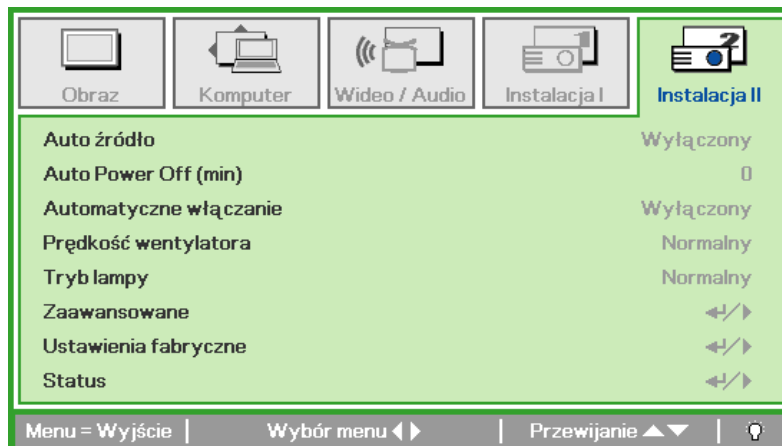 Obraz
Komputer
Wideo / Audio
Instalacja I
2
Instalacja II
Auto źródło Wyłączony
Auto Power Off (min) 0
Automatyczne włączanie Wyłączony
Prędkość wentylatora Normalny
Tryb lampy Normalny
Zaawansowane
Ustawienia fabryczne
Status
Menu = Wyjście | Wybór menu | Przewijanie |